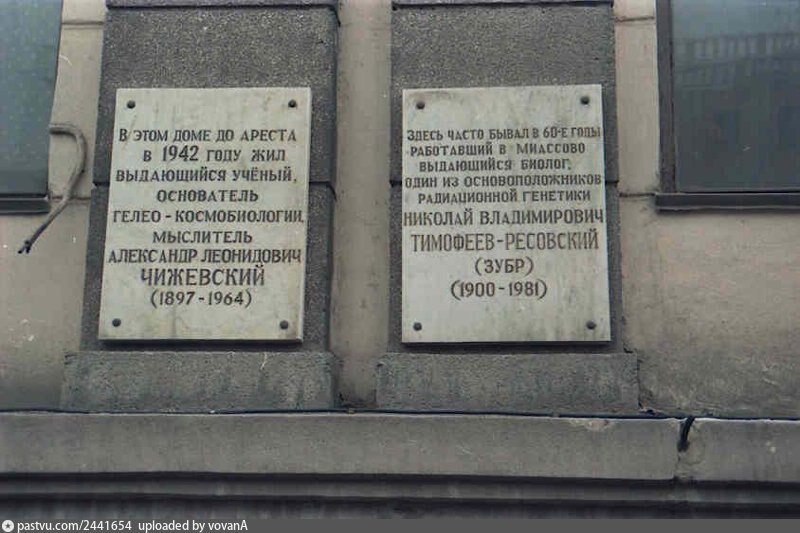 В ЭТОМ ДОМЕ ДО АРЕСТА
В 1942 ГОДУ ЖИЛ
ВЫДАЮЩИЙСЯ УЧЁНЫЙ,
ОСНОВАТЕЛЬ
ГЕЛЕО-КОСМОБИОЛОГИИ,
МЫСЛИТЕЛЬ
АЛЕКСАНДР ЛЕОНИДОВИЧ
ЧИЖЕВСКИЙ
(1897-1964)
ЗДЕСЬ ЧАСТО БЫВАЛ В 60-Е ГОДЫ
РАБОТАВШИЙ В МИАССОВО
ВЫДАЮЩИЙСЯ БИОЛОГ,
ОДИН ИЗ ОСНОВОПОЛОЖНИКОВ
РАДИАЦИОННОЙ ГЕНЕТИКИ
НИКОЛАЙ ВЛАДИМИРОВИЧ
ТИМОФЕЕВ-РЕСОВСКИЙ
(ЗУБР)
(1900-1981)
pastvu.com/2441654 uploaded by vovanA